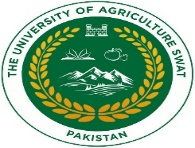 THE UNIVERSITY OF AGRICULTURE SWAT
PAKISTAN